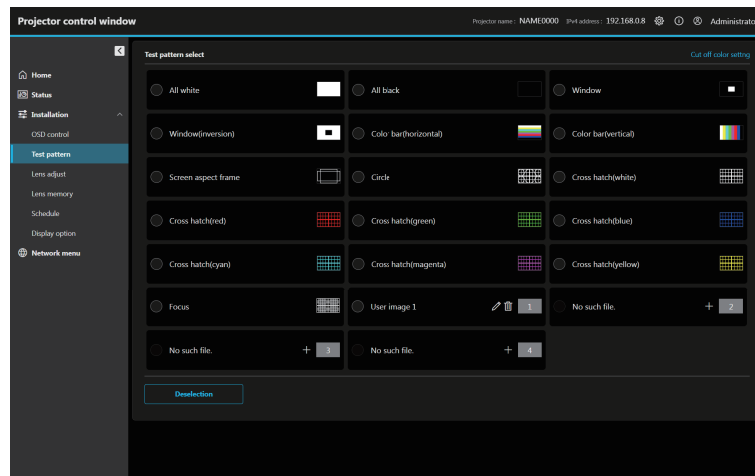 Projector control window
Projector name : NAME0000 IPv4 address : 192.168.0.8 Administrato
Test pattern select
Cut off color setting
Home
Status
Installation
OSD control
Test pattern
Lens adjust
Lens memory
Schedule
Display option
Network menu
All white
All back
Window
Window(inversion)
Color bar(horizontal)
Color bar(vertical)
Screen aspect frame
Circle
Cross hatch(white)
Cross hatch(red)
Cross hatch(green)
Cross hatch(blue)
Cross hatch(cyan)
Cross hatch(magenta)
Cross hatch(yellow)
Focus
User image 1
1
No such file.
2
No such file.
3
No such file.
4
Deselection